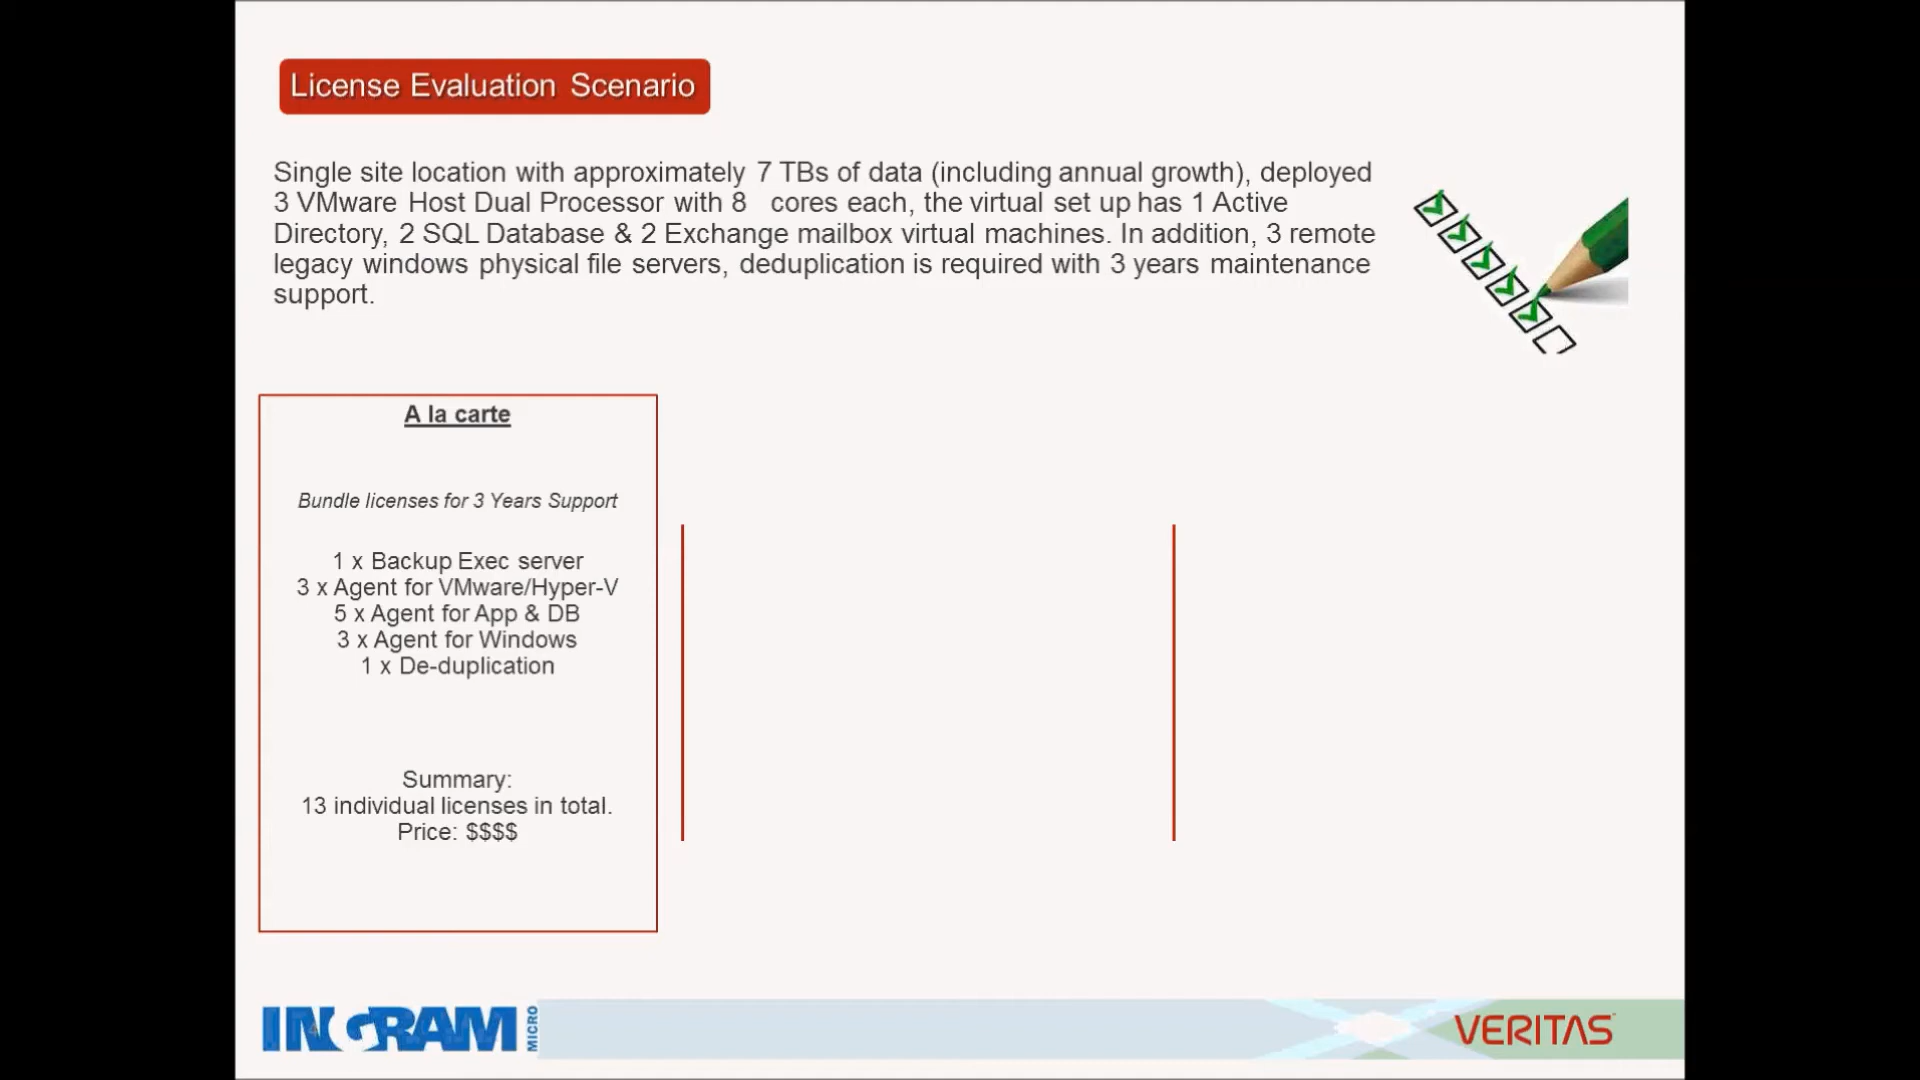 License Evaluation Scenario
Single site location with approximately 7 TBs of data (including annual growth), deployed
3 VMware Host Dual Processor with 8 cores each, the virtual set up has 1 Active
Directory, 2 SQL Database & 2 Exchange mailbox virtual machines. In addition, 3 remote
legacy windows physical file servers, deduplication is required with 3 years maintenance
support.
A la carte
Bundle licenses for 3 Years Support
1 x Backup Exec server
3 x Agent for VMware/Hyper-V
5 x Agent for App & DB
3 x Agent for Windows
1 x De-duplication
Summary:
13 individual licenses in total.
Price: $$$$
INGRAM MICRO
VERITAS